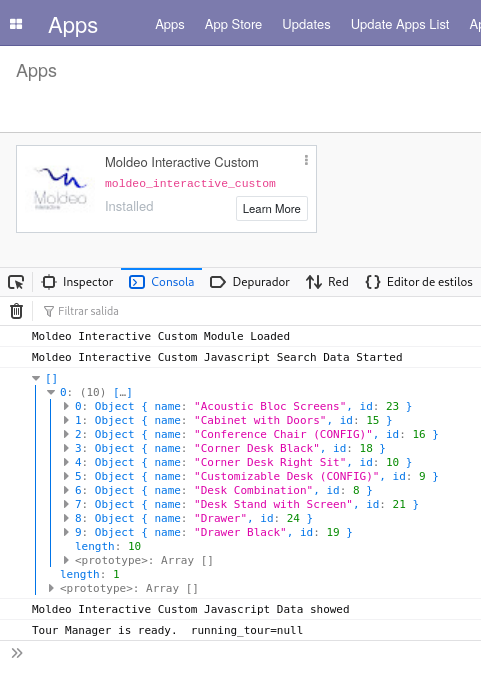 Apps Apps App Store Updates Update Apps List Ap
Apps
Moldeo Interactive Custom
moldeo_interactive_custom
Moldeo
interactive
Installed
Learn More
Inspector Consola Depurador Red Editor de estilos
Filtrar salida
Moldeo Interactive Custom Module Loaded
Moldeo Interactive Custom Javascript Search Data Started
[]
0: (10) […]
0: Object { name: "Acoustic Bloc Screens", id: 23 }
1: Object { name: "Cabinet with Doors", id: 15 }
2: Object { name: "Conference Chair (CONFIG)", id: 16 }
3: Object { name: "Corner Desk Black", id: 18 }
4: Object { name: "Corner Desk Right Sit", id: 10 }
5: Object { name: "Customizable Desk (CONFIG)", id: 9 }
6: Object { name: "Desk Combination", id: 8 }
7: Object { name: "Desk Stand with Screen", id: 21 }
8: Object { name: "Drawer", id: 24 }
9: Object { name: "Drawer Black", id: 19 }
length: 10
<prototype>: Array []
length: 1
<prototype>: Array []
Moldeo Interactive Custom Javascript Data showed
Tour Manager is ready. running_tour=null